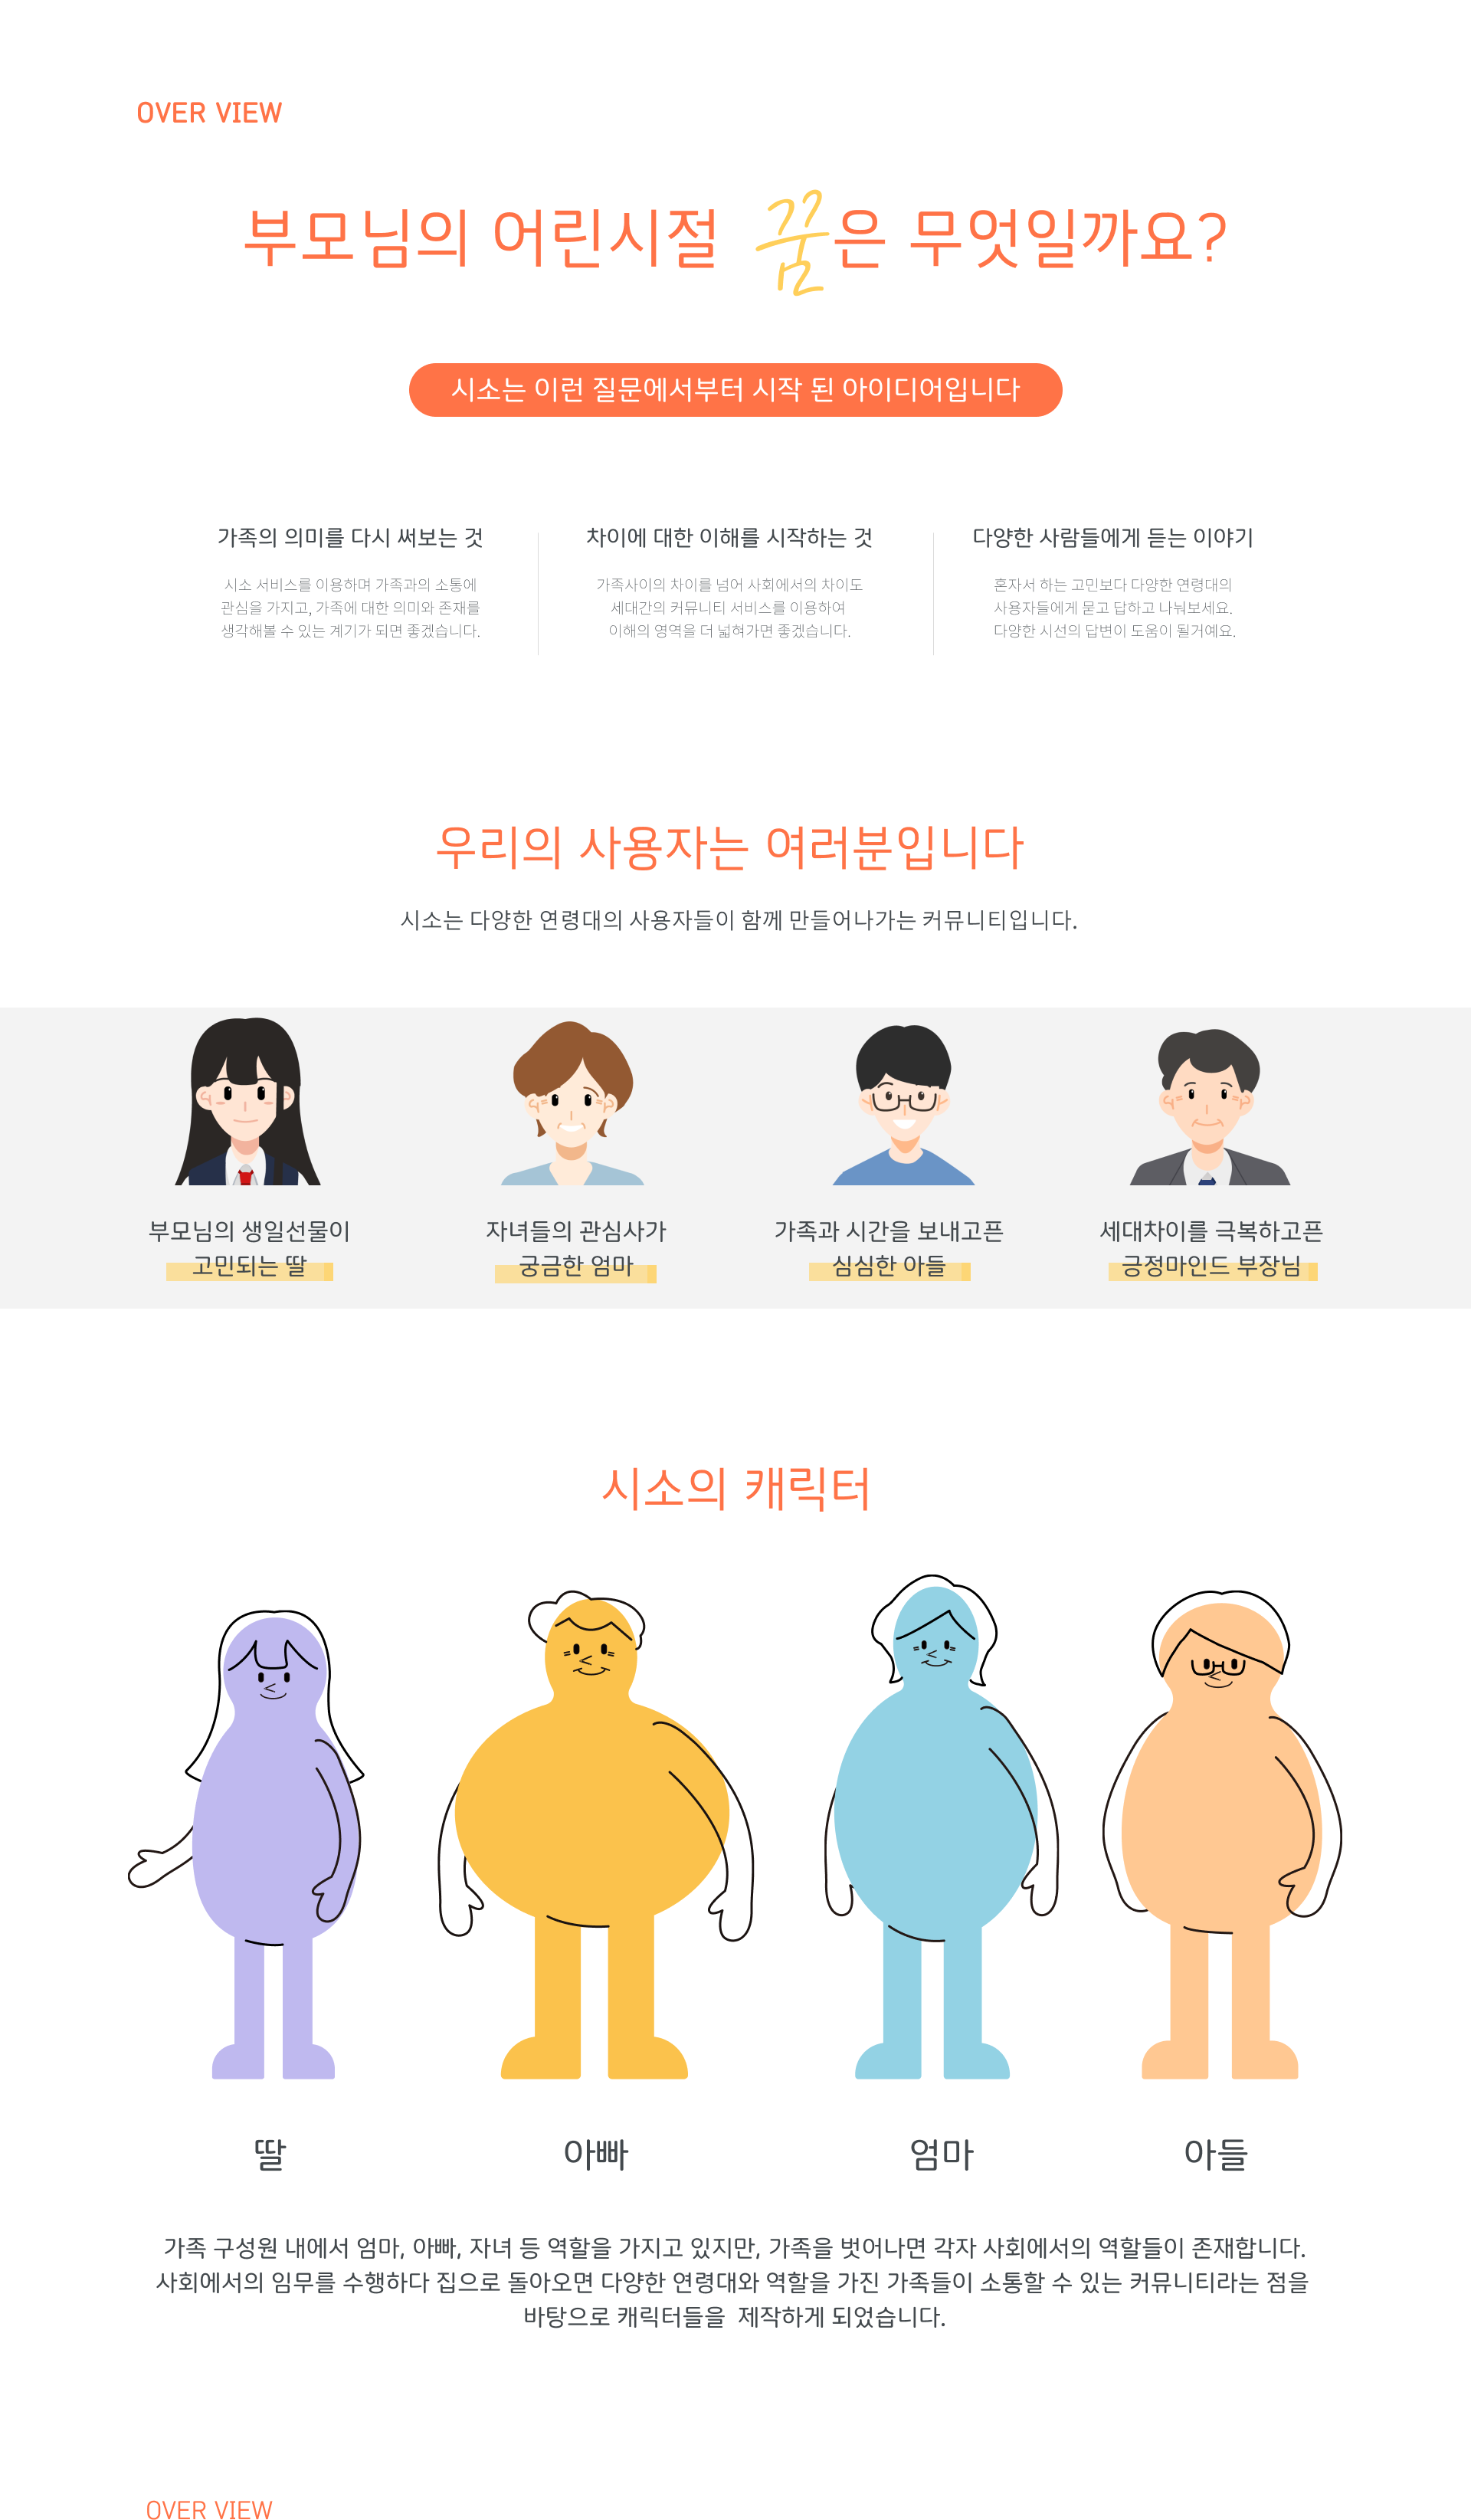 OVER VIEW
부모님의 어린시절 꿈은 무엇일까요?
시소는 이런 질문에서부터 시작 된 아이디어입니다
가족의 의미를 다시 써보는 것
시소 서비스를 이용하며 가족과의 소통에
관심을 가지고, 가족에 대한 의미와 존재를
생각해볼 수 있는 계기가 되면 좋겠습니다.
차이에 대한 이해를 시작하는 것
가족사이의 차이를 넘어 사회에서의 차이도
세대간의 커뮤니티 서비스를 이용하여
이해의 영역을 더 넓혀가면 좋겠습니다.
다양한 사람들에게 듣는 이야기
혼자서 하는 고민보다 다양한 연령대의
사용자들에게 묻고 답하고 나눠보세요.
다양한 시선의 답변이 도움이 될거예요.
우리의 사용자는 여러분입니다
시소는 다양한 연령대의 사용자들이 함께 만들어나가는 커뮤니티입니다.
부모님의 생일선물이
고민되는 딸
자녀들의 관심사가
궁금한 엄마
가족과 시간을 보내고픈
심심한 아들
세대차이를 극복하고픈
긍정마인드 부장님
시소의 캐릭터
딸
아빠
엄마
아들
가족 구성원 내에서 엄마, 아빠, 자녀 등 역할을 가지고 있지만, 가족을 벗어나면 각자 사회에서의 역할들이 존재합니다.
사회에서의 임무를 수행하다 집으로 돌아오면 다양한 연령대와 역할을 가진 가족들이 소통할 수 있는 커뮤니티라는 점을
바탕으로 캐릭터들을 제작하게 되었습니다.
OVER VIEW